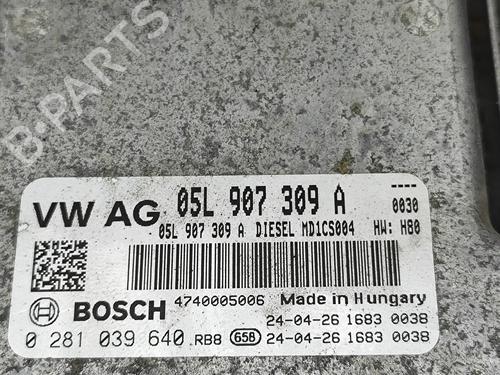 B-PARTS
VW AG 05L 907 309 A ---- 0030
05L 907 309 A DIESEL MD1CS004 HW: H80
BOSCH 4740005006 Made in Hungary
24-04-26 1683 0038
0 281 039 640 RB8 658 24-04-26 1683 0038